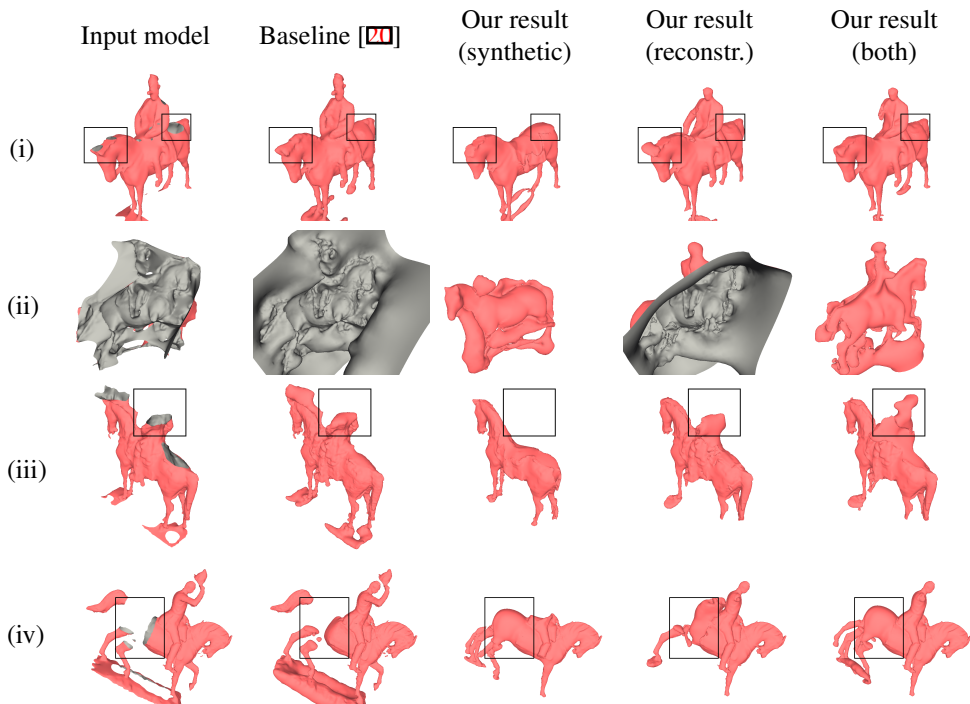 Input model
Baseline [20]
Our result
(synthetic)
Our result
(reconstr.)
Our result
(both)
(i)
(ii)
(iii)
(iv)